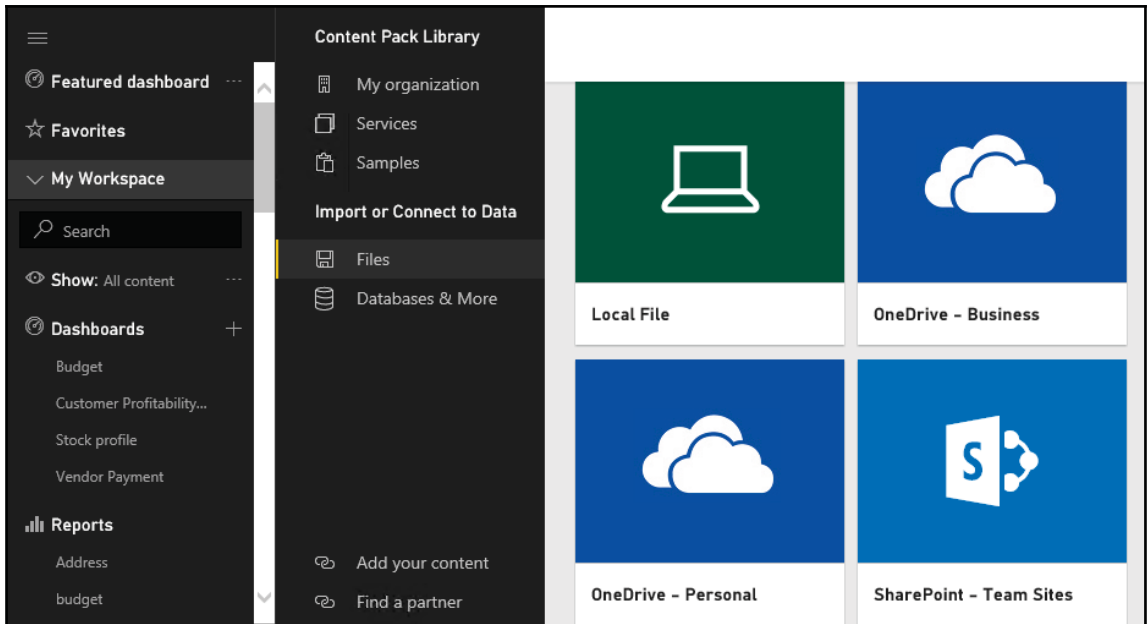 Featured dashboard ...
Favorites
My Workspace
Search
Show: All content ...
Dashboards +
Budget
Customer Profitability...
Stock profile
Vendor Payment
Reports
Address
budget
Content Pack Library
My organization
Services
Samples
Import or Connect to Data
Files
Databases & More
Add your content
Find a partner
Local File
OneDrive – Business
OneDrive – Personal
S
SharePoint – Team Sites